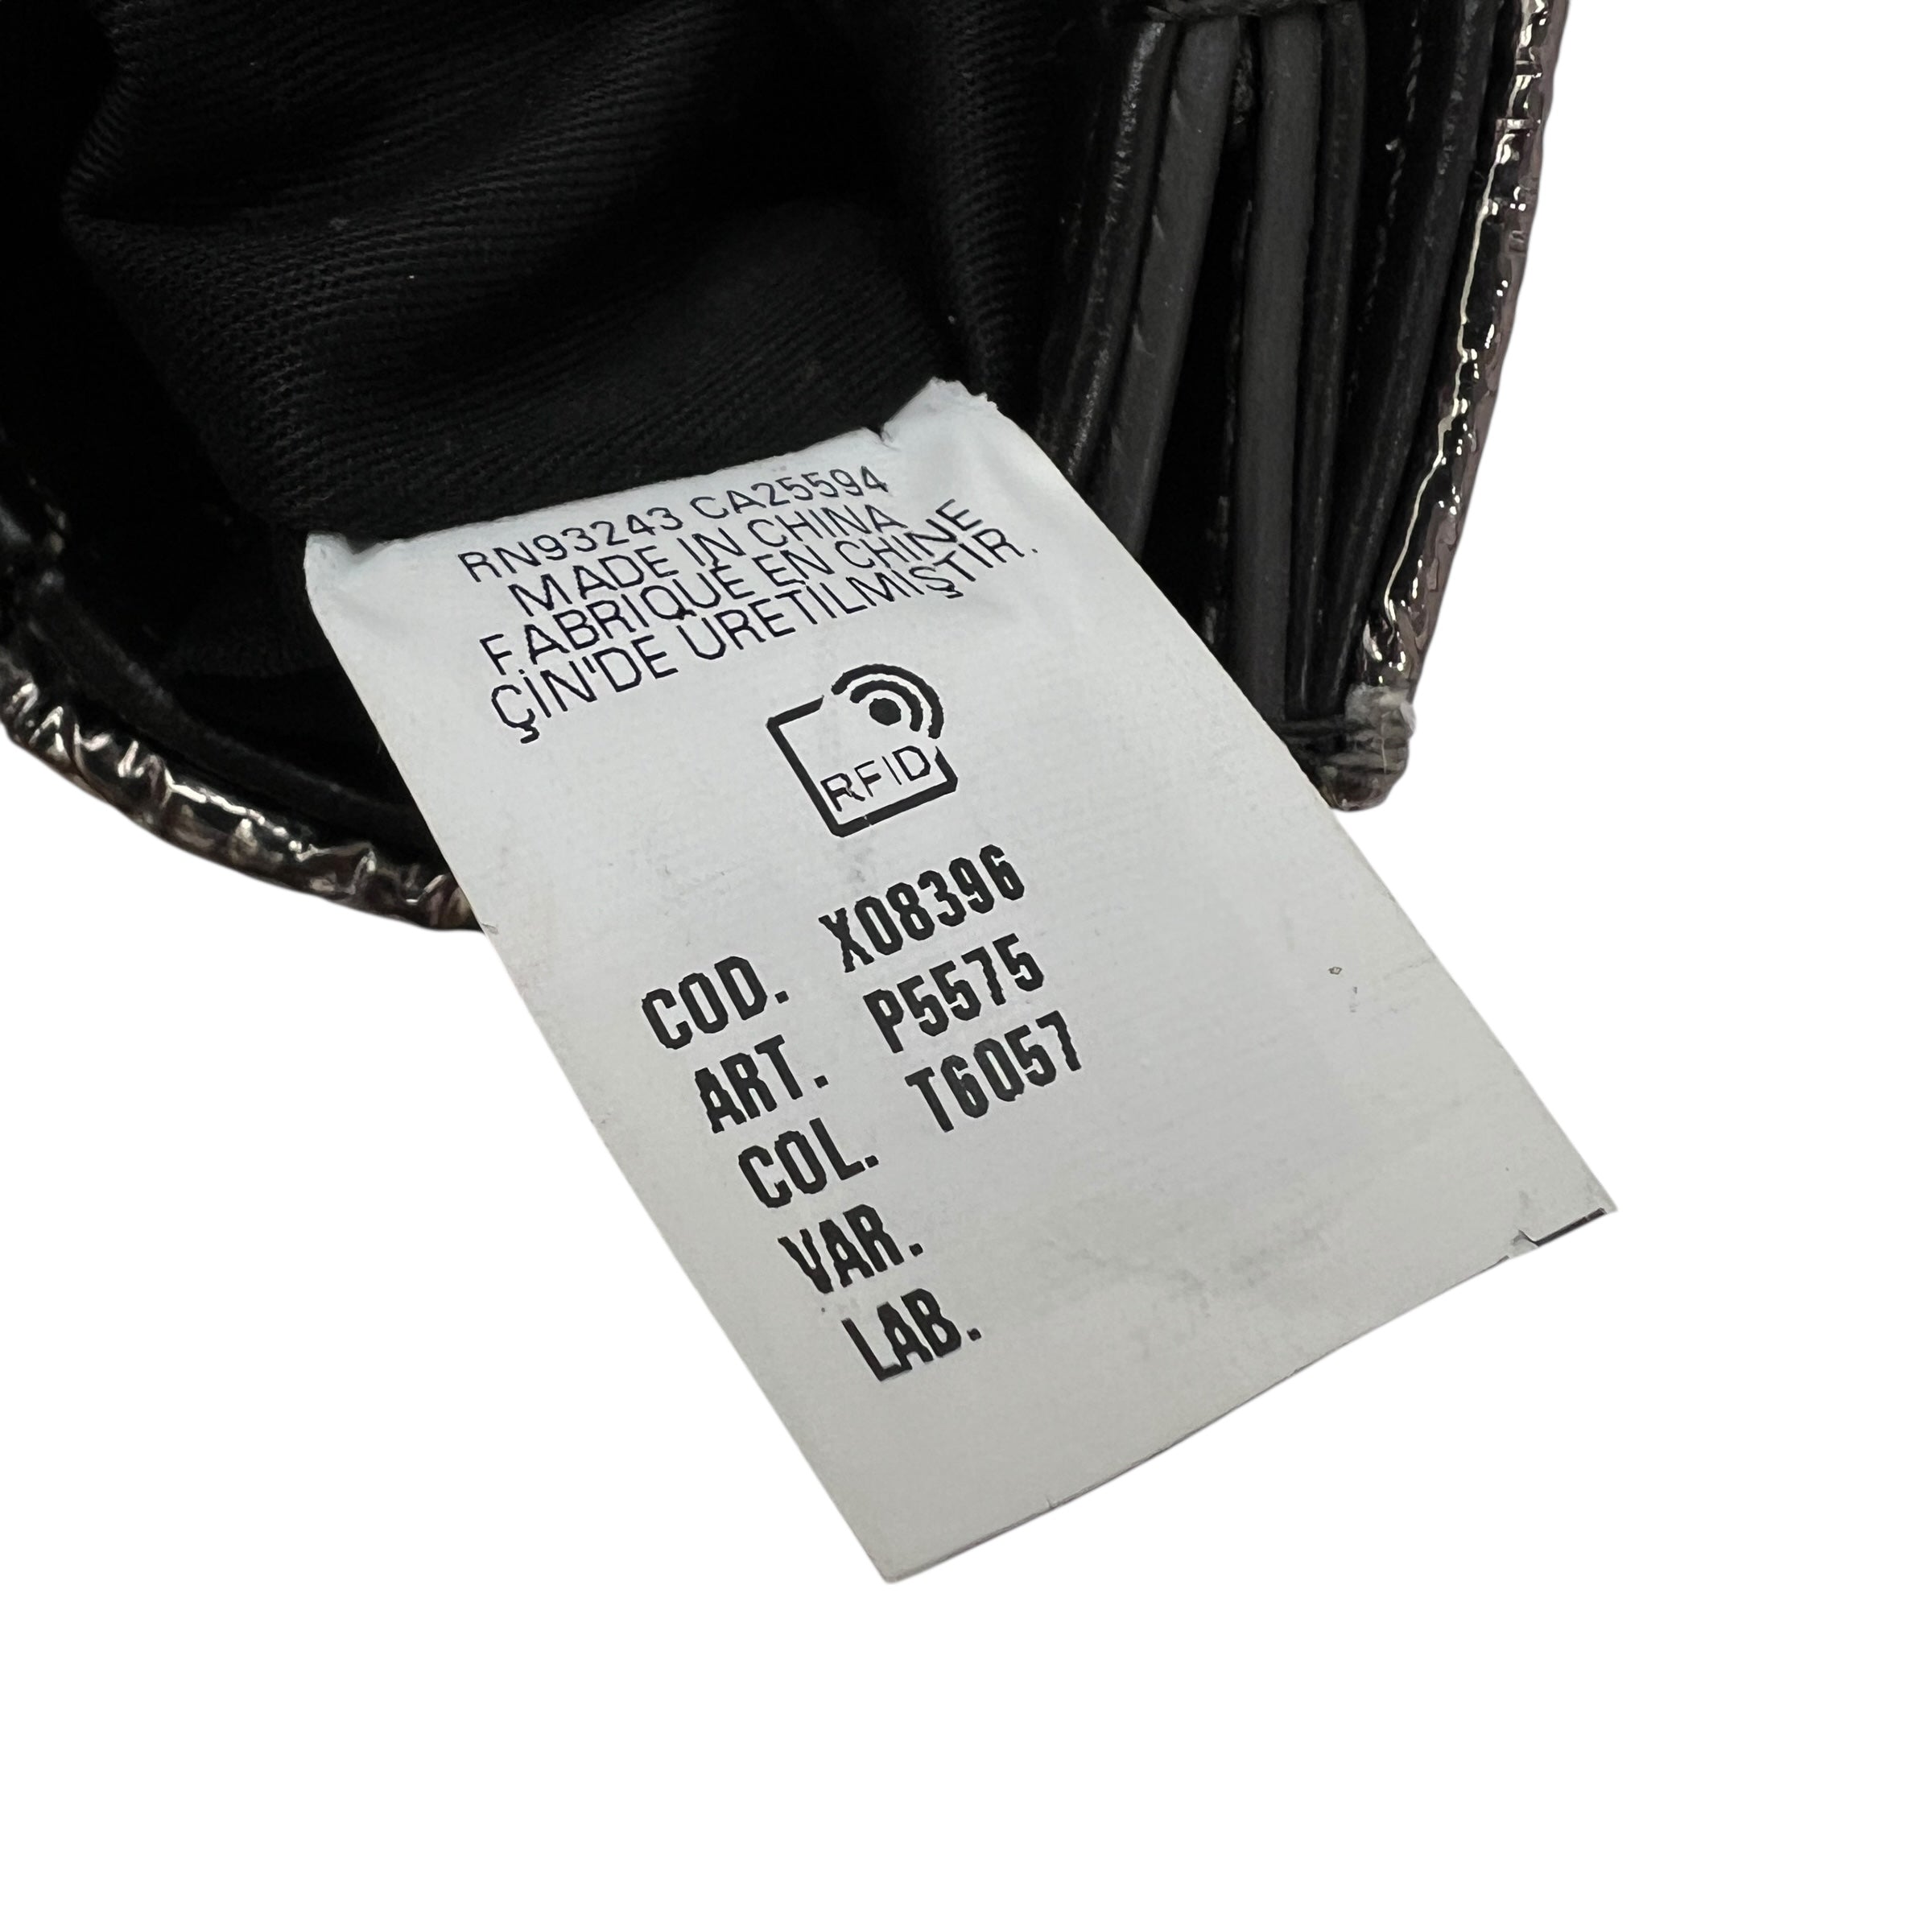 RN93243 CA25594
MADE IN CHINA
FABRIQUÉ EN CHINE
ÇİN'DE ÜRETİLMİŞTİR.
RFID
COD. X08396
ART. P5575
COL. T6057
VAR.
LAB.